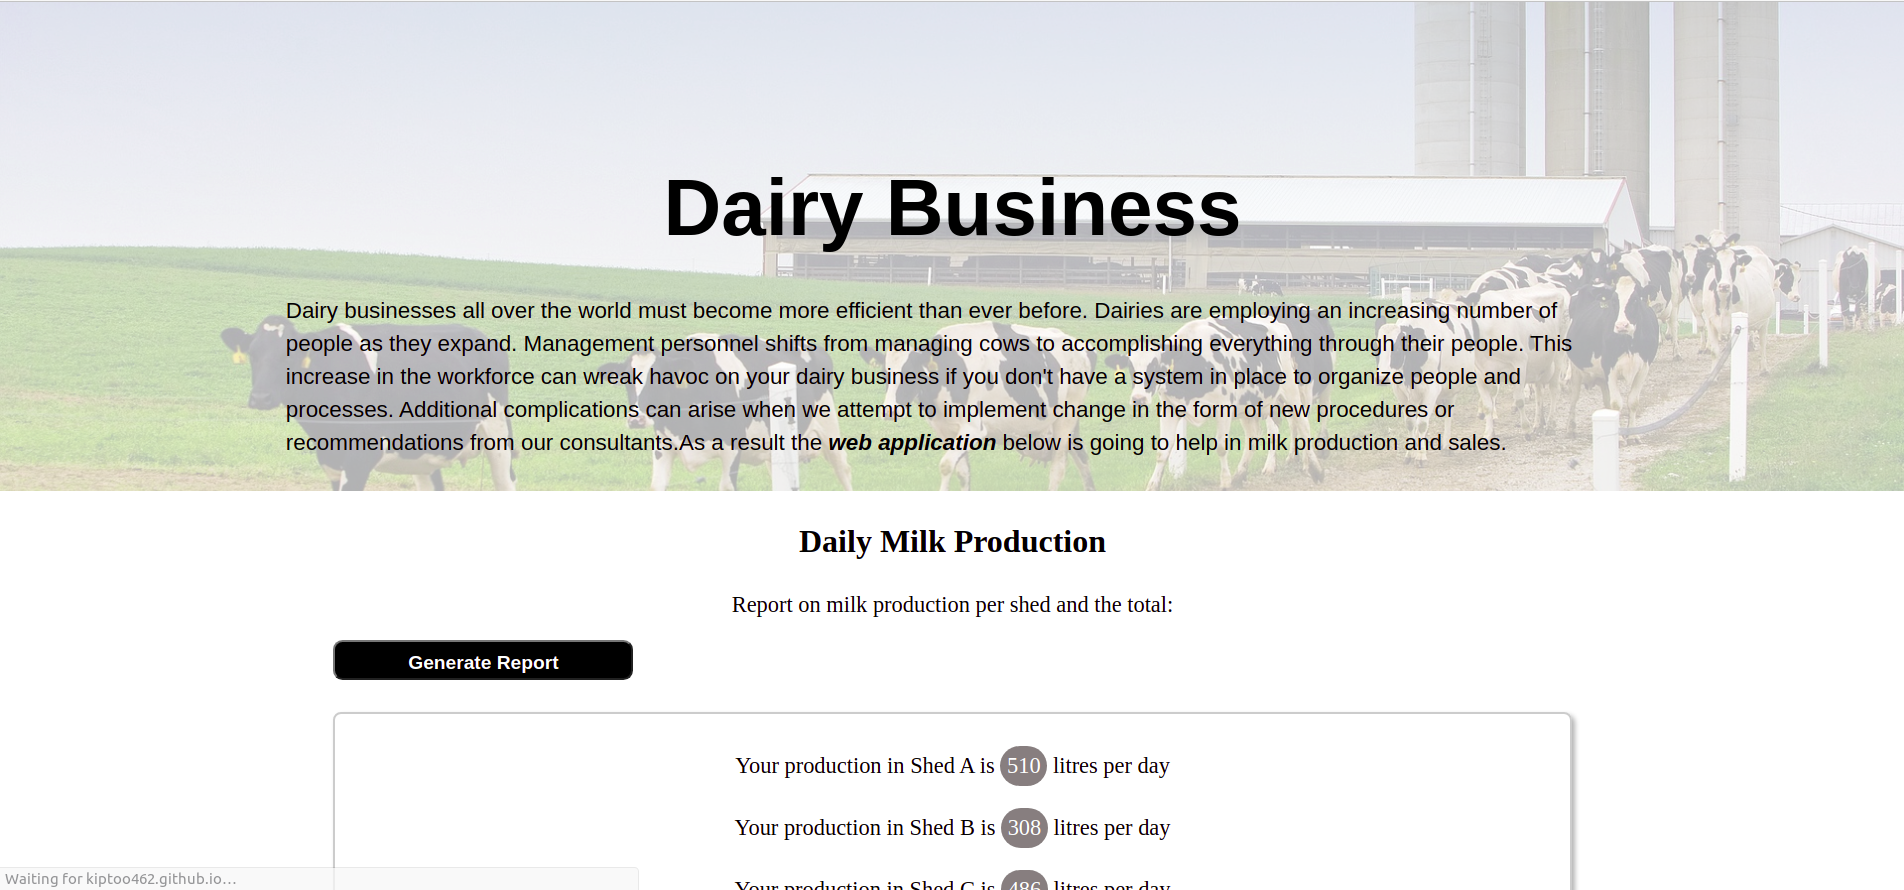 Dairy Business
Dairy businesses all over the world must become more efficient than ever before. Dairies are employing an increasing number of
people as they expand. Management personnel shifts from managing cows to accomplishing everything through their people. This
increase in the workforce can wreak havoc on your dairy business if you don't have a system in place to organize people and
processes. Additional complications can arise when we attempt to implement change in the form of new procedures or
recommendations from our consultants.As a result the web application below is going to help in milk production and sales.
Daily Milk Production
Report on milk production per shed and the total:
Generate Report
Your production in Shed A is 510 litres per day
Your production in Shed B is 308 litres per day
Your production in Shed C is 486 litres per day
Waiting for kiptoo462.github.io…